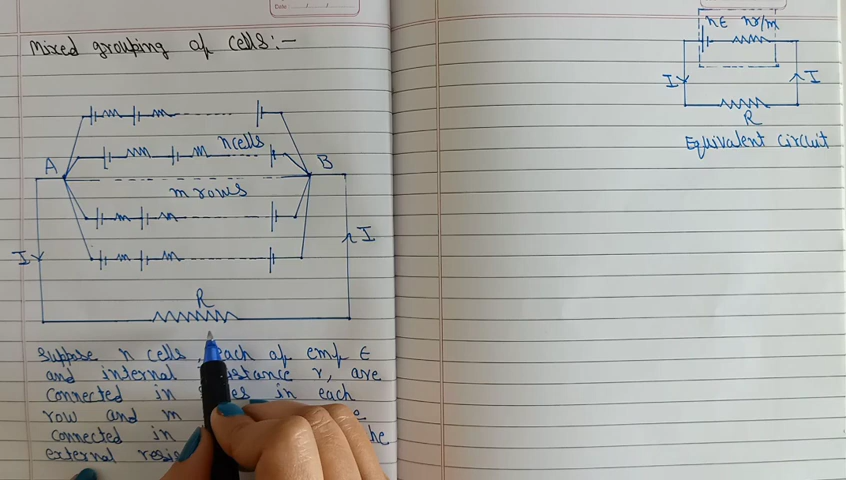 Date
Mixed grouping of cells:-
n cells
A
B
m rows
I
I
R
Suppose n cells, each of emf ε
and internal resistance r, are
connected in series in each
row and m
connected in the
external
nε nr/m
I
I
R
Equivalent circuit